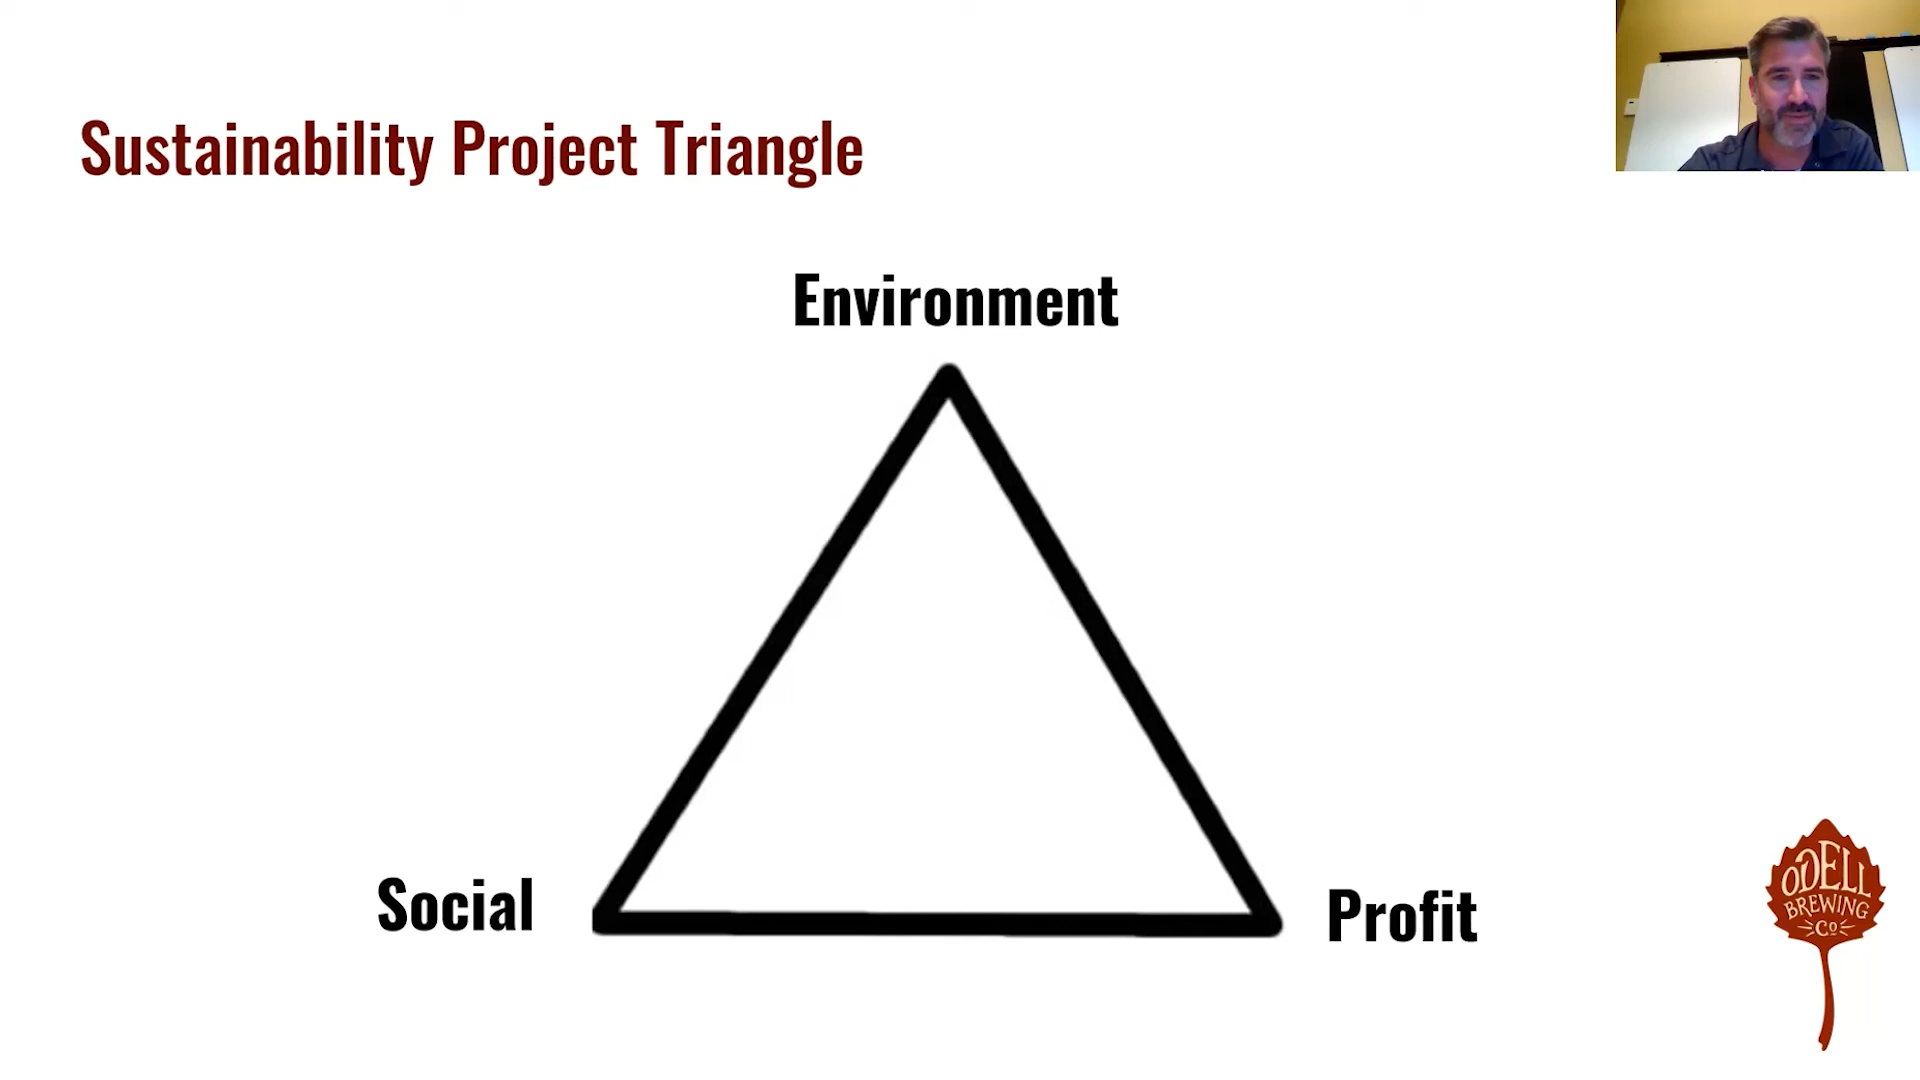 Sustainability Project Triangle
Environment
Social
Profit
ODELL
BREWING
Co